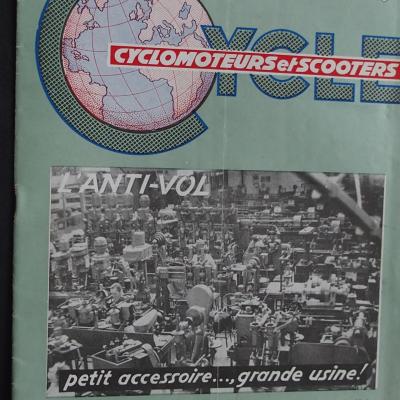 CYCLE
CYCLOMOTEURS et SCOOTERS
L'ANTI-VOL
petit accessoire..., grande usine!